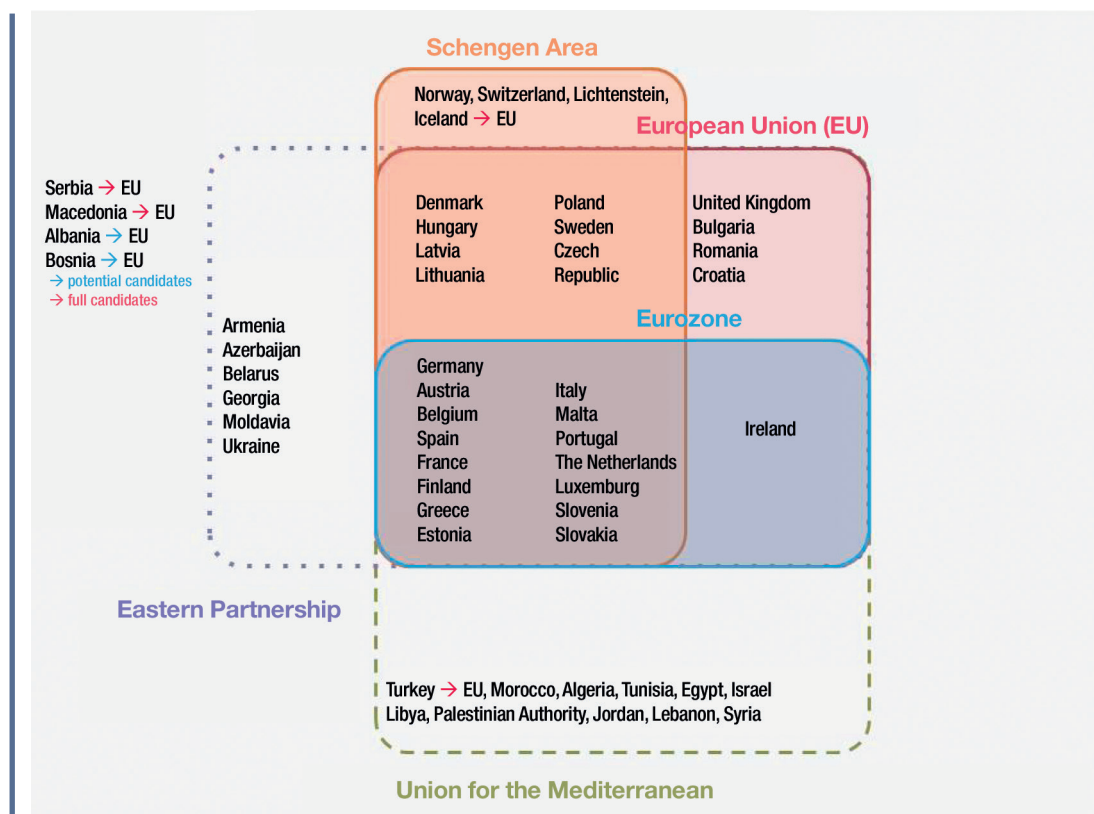 Schengen Area
Norway, Switzerland, Lichtenstein,
Iceland → EU
European Union (EU)
Serbia → EU
Macedonia → EU
Albania → EU
Bosnia → EU
→ potential candidates
→ full candidates
Denmark
Hungary
Latvia
Lithuania
Poland
Sweden
Czech
Republic
United Kingdom
Bulgaria
Romania
Croatia
Eurozone
Armenia
Azerbaijan
Belarus
Georgia
Moldavia
Ukraine
Germany
Austria
Belgium
Spain
France
Finland
Greece
Estonia
Italy
Malta
Portugal
The Netherlands
Luxemburg
Slovenia
Slovakia
Ireland
Eastern Partnership
Turkey → EU, Morocco, Algeria, Tunisia, Egypt, Israel
Libya, Palestinian Authority, Jordan, Lebanon, Syria
Union for the Mediterranean